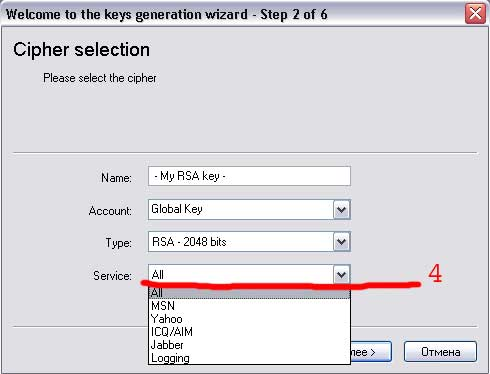 Welcome to the keys generation wizard - Step 2 of 6
Cipher selection
Please select the cipher
Name: - My RSA key -
Account: Global Key
Type: RSA - 2048 bits
Service: All 4
All
MSN
Yahoo
ICQ/AIM
Jabber
Logging
лее > Отмена